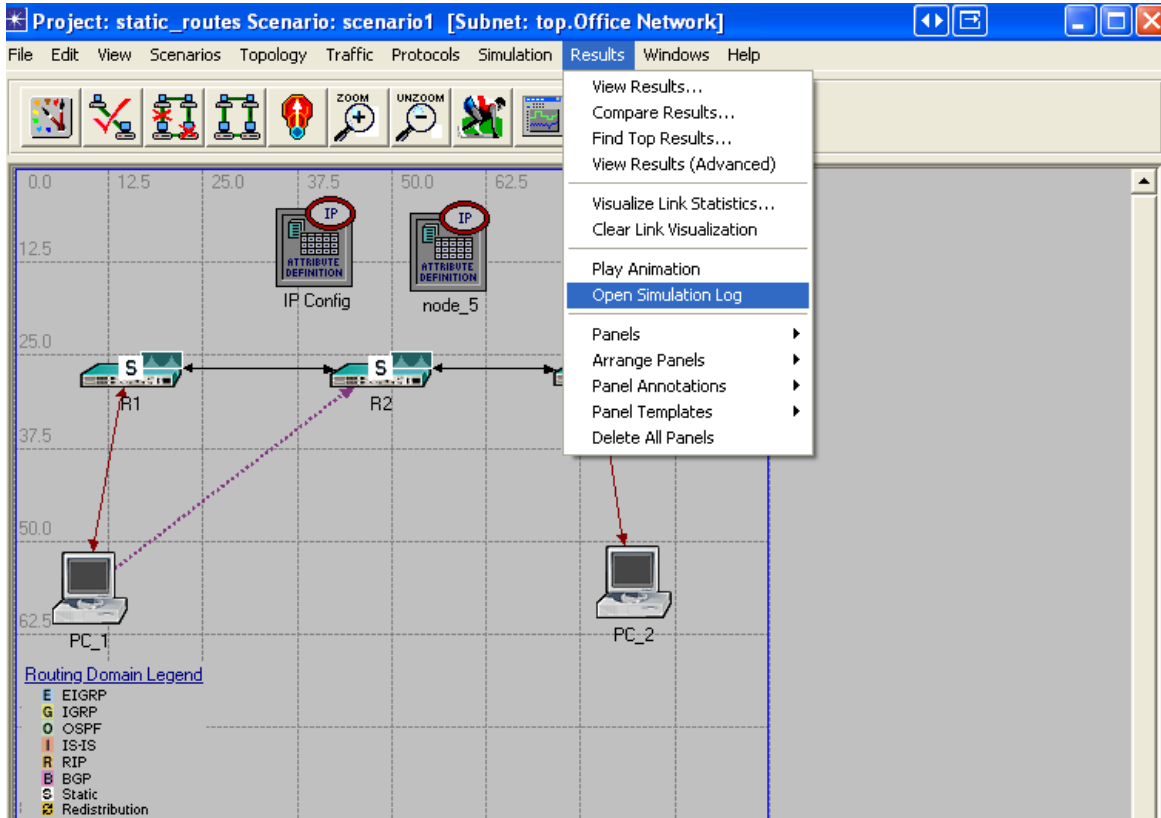 Project: static_routes Scenario: scenario1 [Subnet: top.Office Network]
File Edit View Scenarios Topology Traffic Protocols Simulation Results Windows Help
ZOOM UNZOOM
View Results...
Compare Results...
Find Top Results...
View Results (Advanced)
Visualize Link Statistics...
Clear Link Visualization
Play Animation
Open Simulation Log
Panels
Arrange Panels
Panel Annotations
Panel Templates
Delete All Panels
0.0 12.5 25.0 37.5 50.0 62.5
IP IP
12.5
ATTRIBUTE DEFINITION
ATTRIBUTE DEFINITION
IP Config node_5
25.0
S S
R1 R2
37.5
50.0
62.5
PC_1 PC_2
Routing Domain Legend
E EIGRP
G IGRP
O OSPF
I IS-IS
R RIP
B BGP
S Static
Redistribution